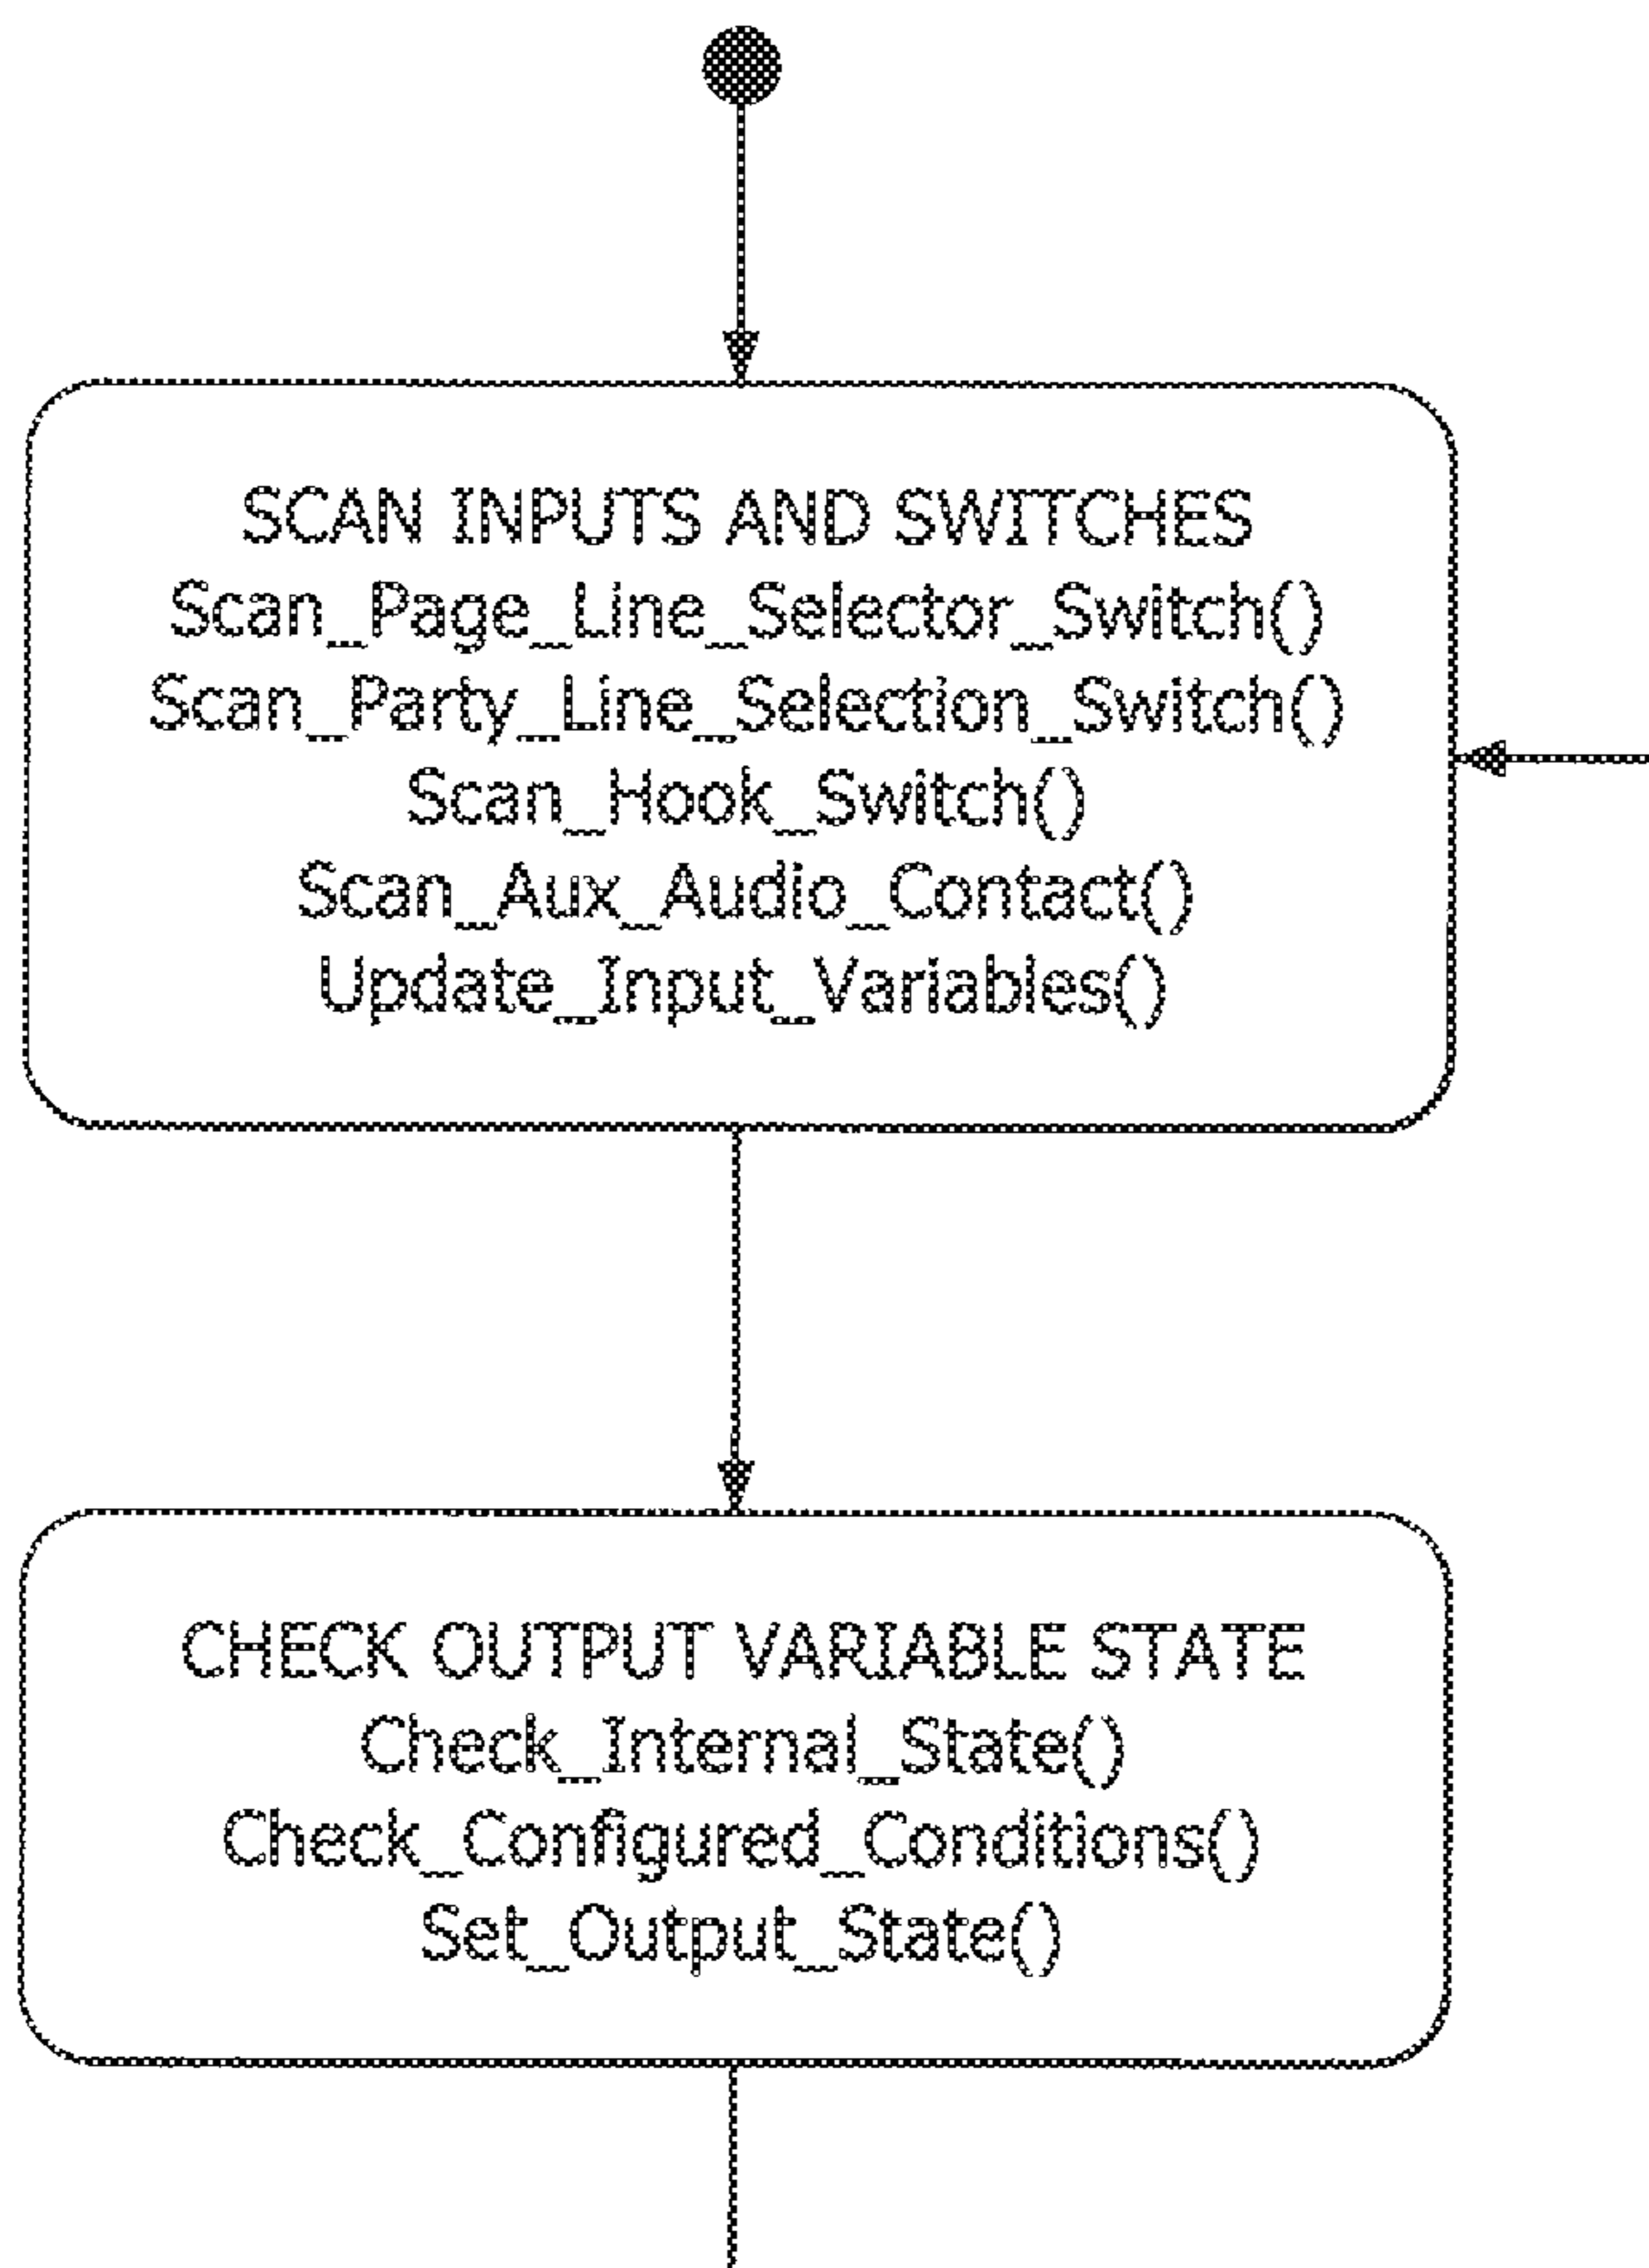 SCAN INPUTS AND SWITCHES
Scan_Page_Line_Selector_Switch()
Scan_Party_Line_Selection_Switch()
Scan_Hook_Switch()
Scan_Aux_Audio_Contact()
Update_Input_Variables()
CHECK OUTPUT VARIABLE STATE
Check_Internal_State()
Check_Configured_Conditions()
Set_Output_State()